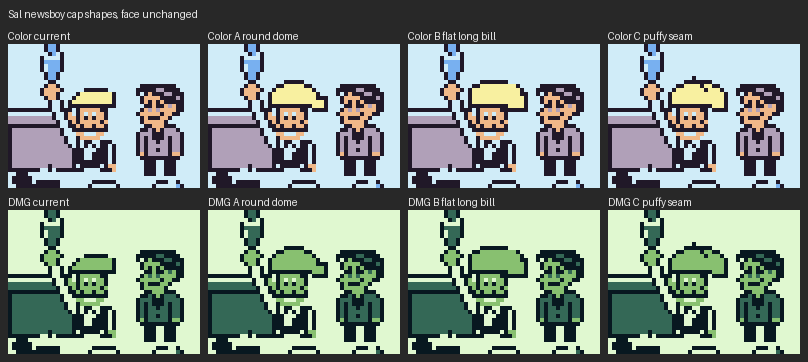 Sal newsboy cap shapes, face unchanged
Color current
Color A round dome
Color B flat long bill
Color C puffy seam
DMG current
DMG A round dome
DMG B flat long bill
DMG C puffy seam